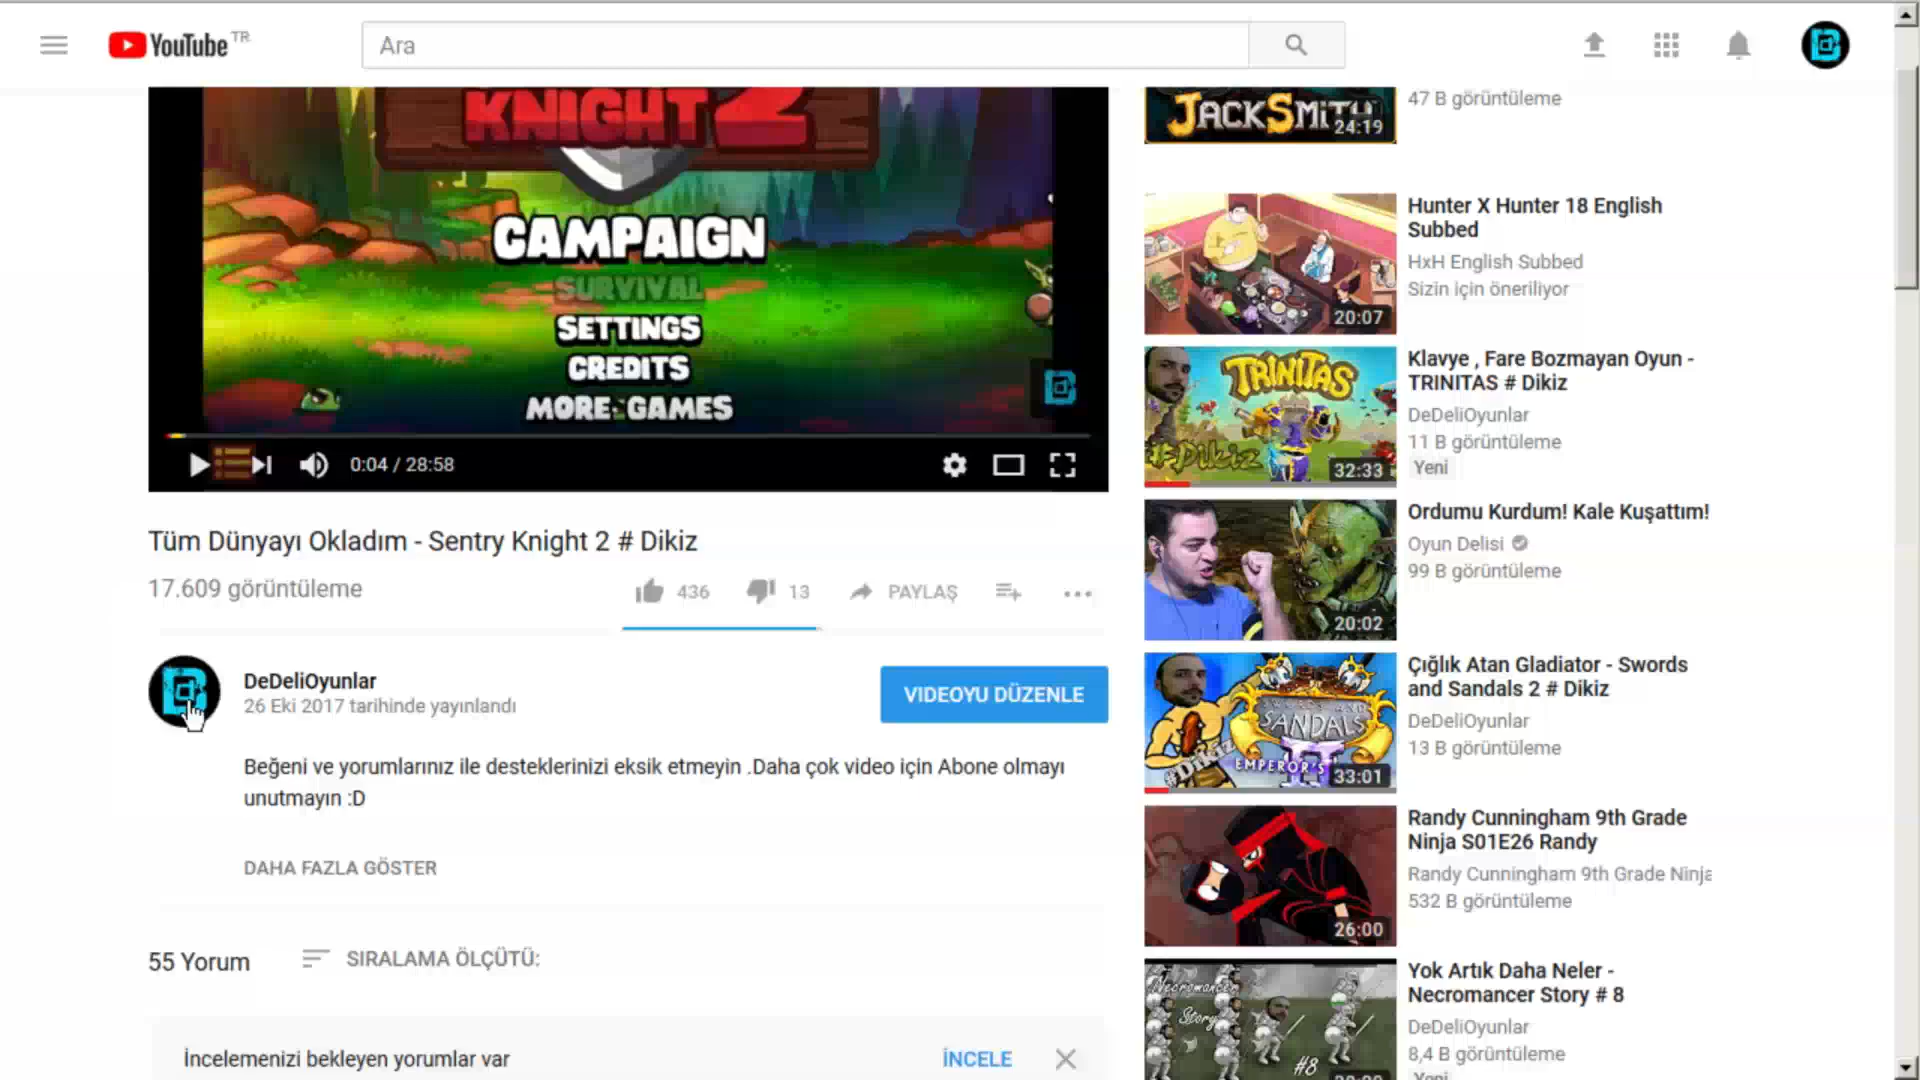 YouTube TR
Ara
KNIGHT 2
CAMPAIGN
SURVIVAL
SETTINGS
CREDITS
MORE GAMES
0:04 / 28:58
Tüm Dünyayı Okladım - Sentry Knight 2 # Dikiz
17.609 görüntüleme
436
13
PAYLAŞ
DeDeliOyunlar
26 Eki 2017 tarihinde yayınlandı
VIDEOYU DÜZENLE
Beğeni ve yorumlarınız ile desteklerinizi eksik etmeyin .Daha çok video için Abone olmayı
unutmayın :D
DAHA FAZLA GÖSTER
55 Yorum
SIRALAMA ÖLÇÜTÜ:
İncelemenizi bekleyen yorumlar var
İNCELE
JACKSMITH
24:19
47 B görüntüleme
20:07
Hunter X Hunter 18 English
Subbed
HxH English Subbed
Sizin için öneriliyor
TRINITAS
#Dikiz
32:33
Klavye , Fare Bozmayan Oyun -
TRINITAS # Dikiz
DeDeliOyunlar
11 B görüntüleme
Yeni
20:02
Ordumu Kurdum! Kale Kuşattım!
Oyun Delisi
99 B görüntüleme
SWORDS AND
SANDALS
II
EMPEROR'S
#Dikiz
33:01
Çığlık Atan Gladiator - Swords
and Sandals 2 # Dikiz
DeDeliOyunlar
13 B görüntüleme
26:00
Randy Cunningham 9th Grade
Ninja S01E26 Randy
Randy Cunningham 9th Grade Ninja
532 B görüntüleme
Necromancer
Story
#8
Yok Artık Daha Neler -
Necromancer Story # 8
DeDeliOyunlar
8,4 B görüntüleme
Yeni